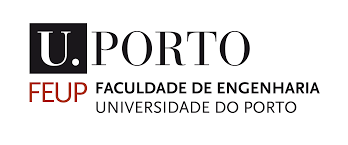 U. PORTO
FEUP FACULDADE DE ENGENHARIA
UNIVERSIDADE DO PORTO